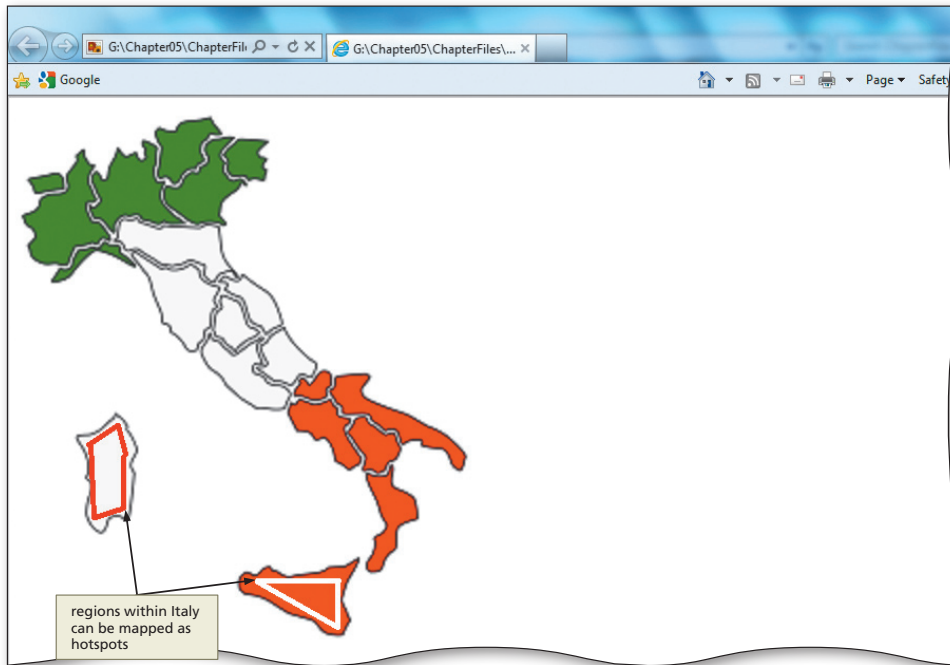 G:\Chapter05\ChapterFil
G:\Chapter05\ChapterFiles\...
Google
Page
Safety
regions within Italy
can be mapped as
hotspots